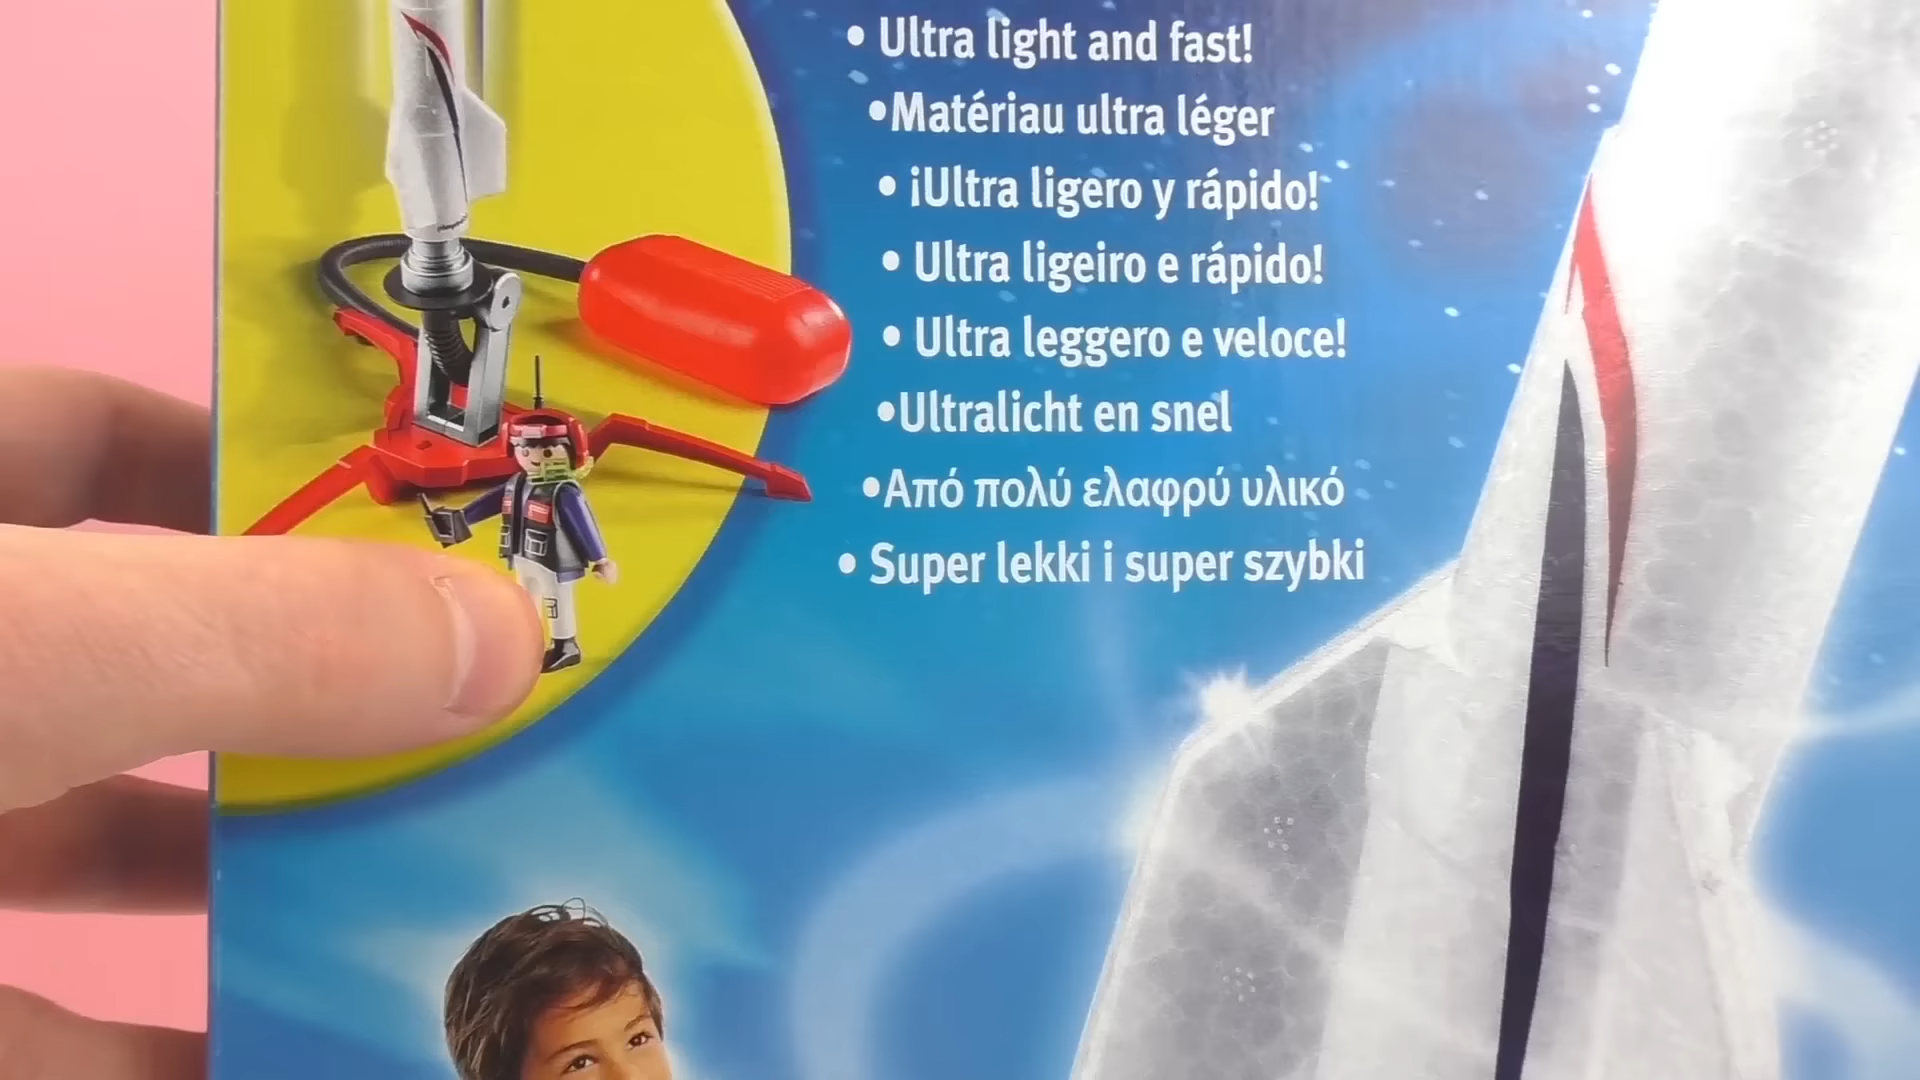 • Ultra light and fast!
•Matériau ultra léger
• ¡Ultra ligero y rápido!
• Ultra ligeiro e rápido!
• Ultra leggero e veloce!
•Ultralicht en snel
•Από πολύ ελαφρύ υλικό
• Super lekki i super szybki